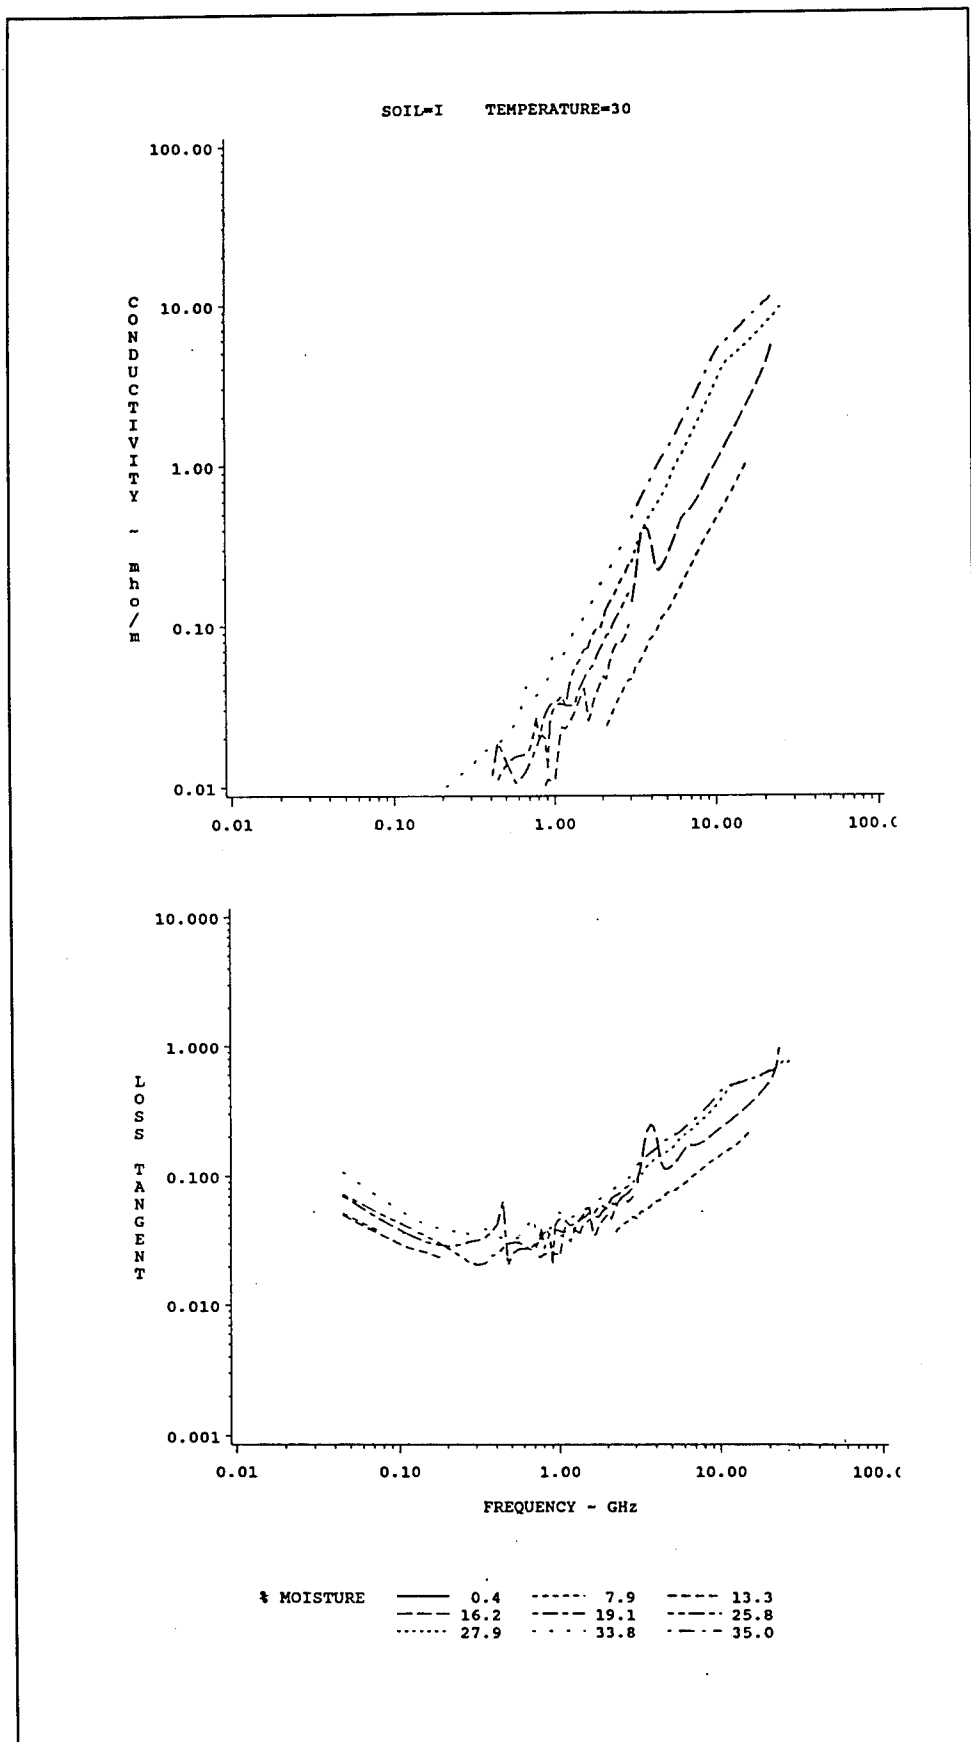 SOIL=I TEMPERATURE=30
100.00
10.00
1.00
0.10
0.01
CONDUCTIVITY ~ mho/m
0.01 0.10 1.00 10.00 100.(
10.000
1.000
0.100
0.010
0.001
LOSS TANGENT
0.01 0.10 1.00 10.00 100.(
FREQUENCY ~ GHz
% MOISTURE 0.4 7.9 13.3
16.2 19.1 25.8
27.9 33.8 35.0